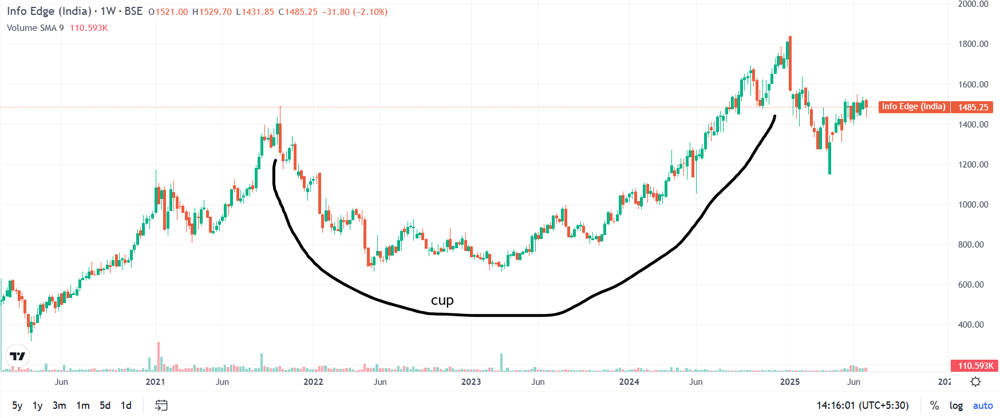 Info Edge (India) · 1W · BSE O1521.00 H1529.70 L1431.85 C1485.25 −31.80 (−2.10%)
Volume SMA 9 110.593K
2000.00
1800.00
1600.00
Info Edge (India) 1485.25
1400.00
1200.00
1000.00
800.00
600.00
cup
400.00
110.593K
Jun 2021 Jun 2022 Jun 2023 Jun 2024 Jun 2025 Jun 202
5y 1y 3m 1m 5d 1d 14:16:01 (UTC+5:30) % log auto